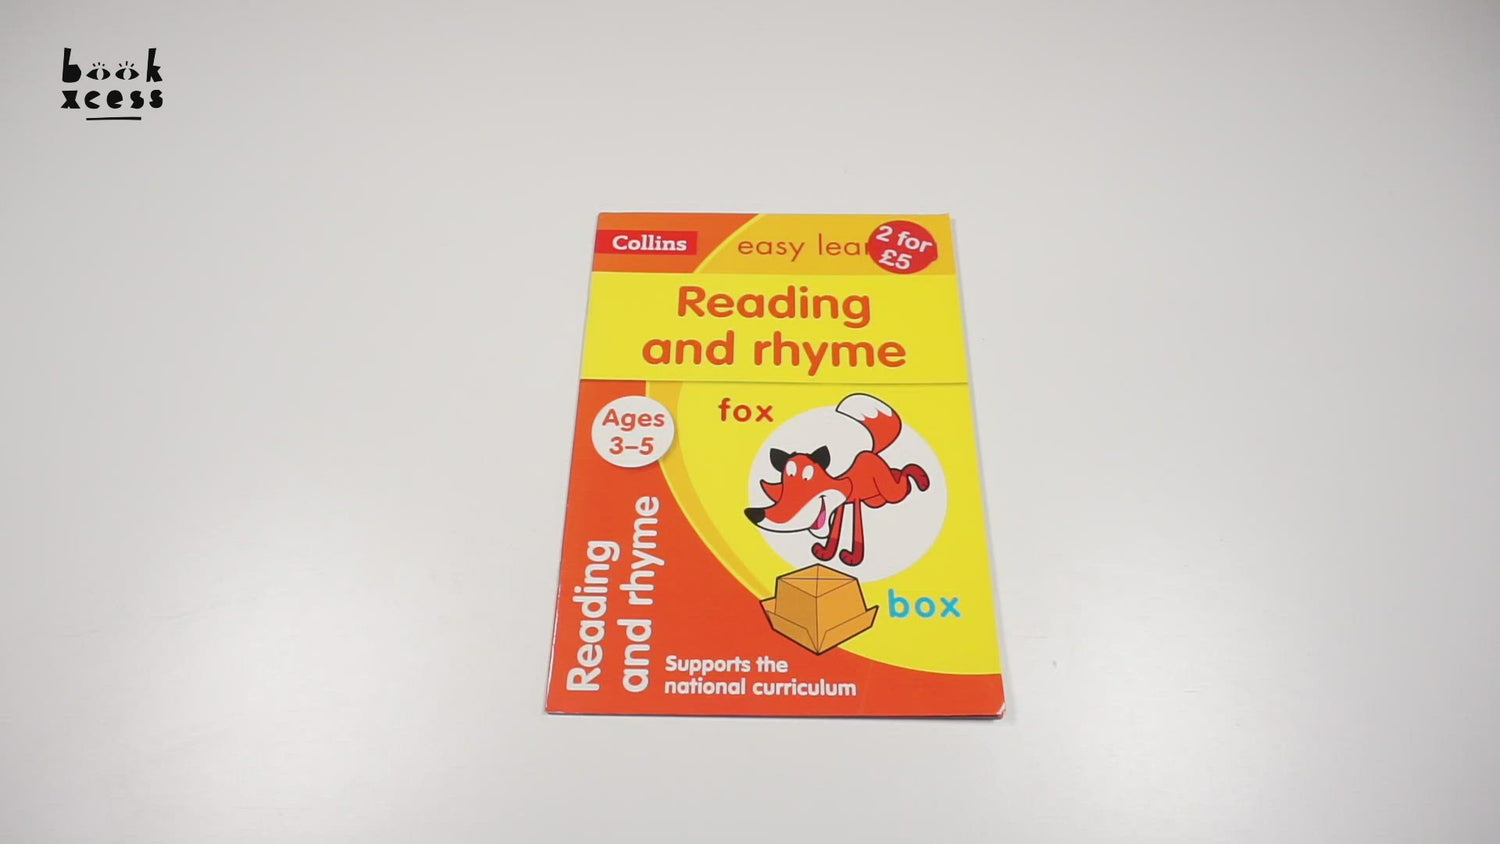 book
xcess
Collins
easy lear
2 for
£5
Reading
and rhyme
fox
Ages
3–5
box
Reading
and rhyme
Supports the
national curriculum